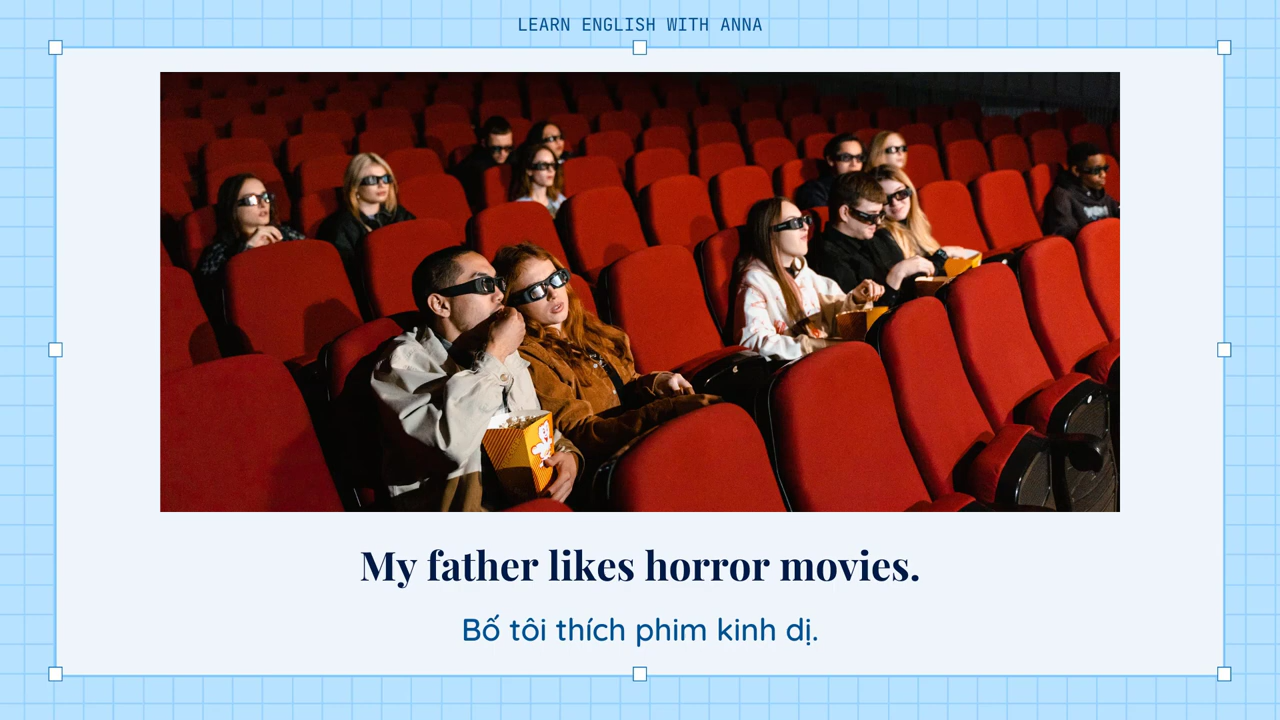 LEARN ENGLISH WITH ANNA
My father likes horror movies.
Bố tôi thích phim kinh dị.